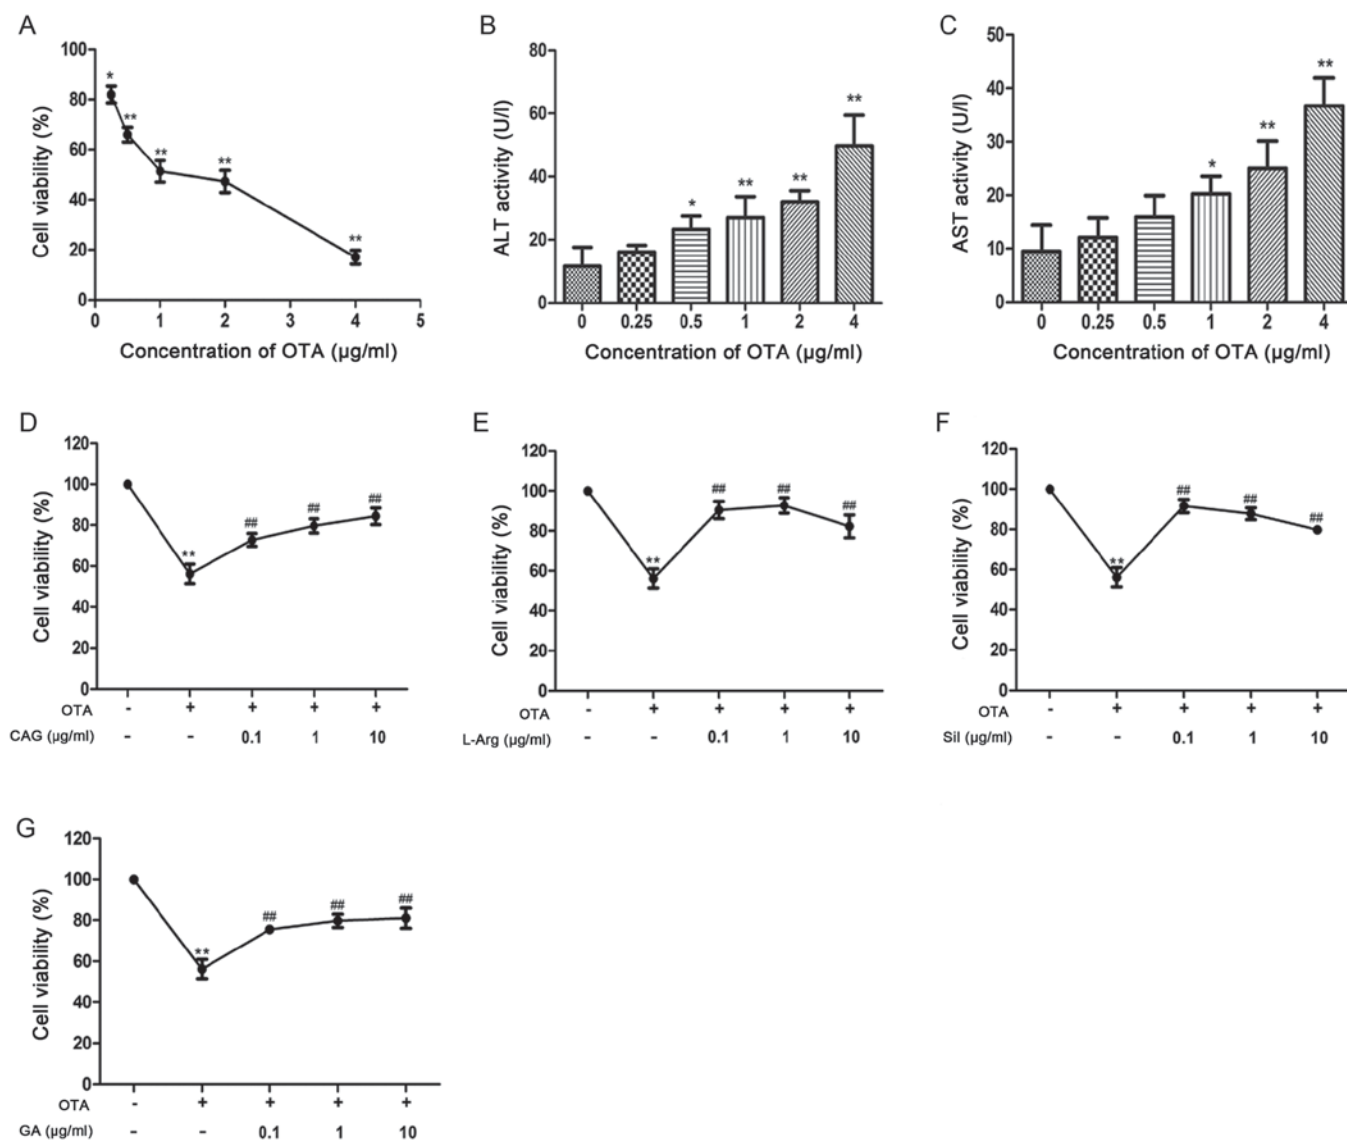 A
Cell viability (%)
100
80
60
40
20
0
*
**
**
**
**
0 1 2 3 4 5
Concentration of OTA (µg/ml)
B
ALT activity (U/l)
80
60
40
20
0
*
**
**
**
0 0.25 0.5 1 2 4
Concentration of OTA (µg/ml)
C
AST activity (U/l)
50
40
30
20
10
0
*
**
**
0 0.25 0.5 1 2 4
Concentration of OTA (µg/ml)
D
Cell viability (%)
120
100
80
60
40
20
0
**
##
##
##
OTA - + + + +
CAG (µg/ml) - - 0.1 1 10
E
Cell viability (%)
120
100
80
60
40
20
0
**
##
##
##
OTA - + + + +
L-Arg (µg/ml) - - 0.1 1 10
F
Cell viability (%)
120
100
80
60
40
20
0
**
##
##
##
OTA - + + + +
Sil (µg/ml) - - 0.1 1 10
G
Cell viability (%)
120
100
80
60
40
20
0
**
##
##
##
OTA - + + + +
GA (µg/ml) - - 0.1 1 10